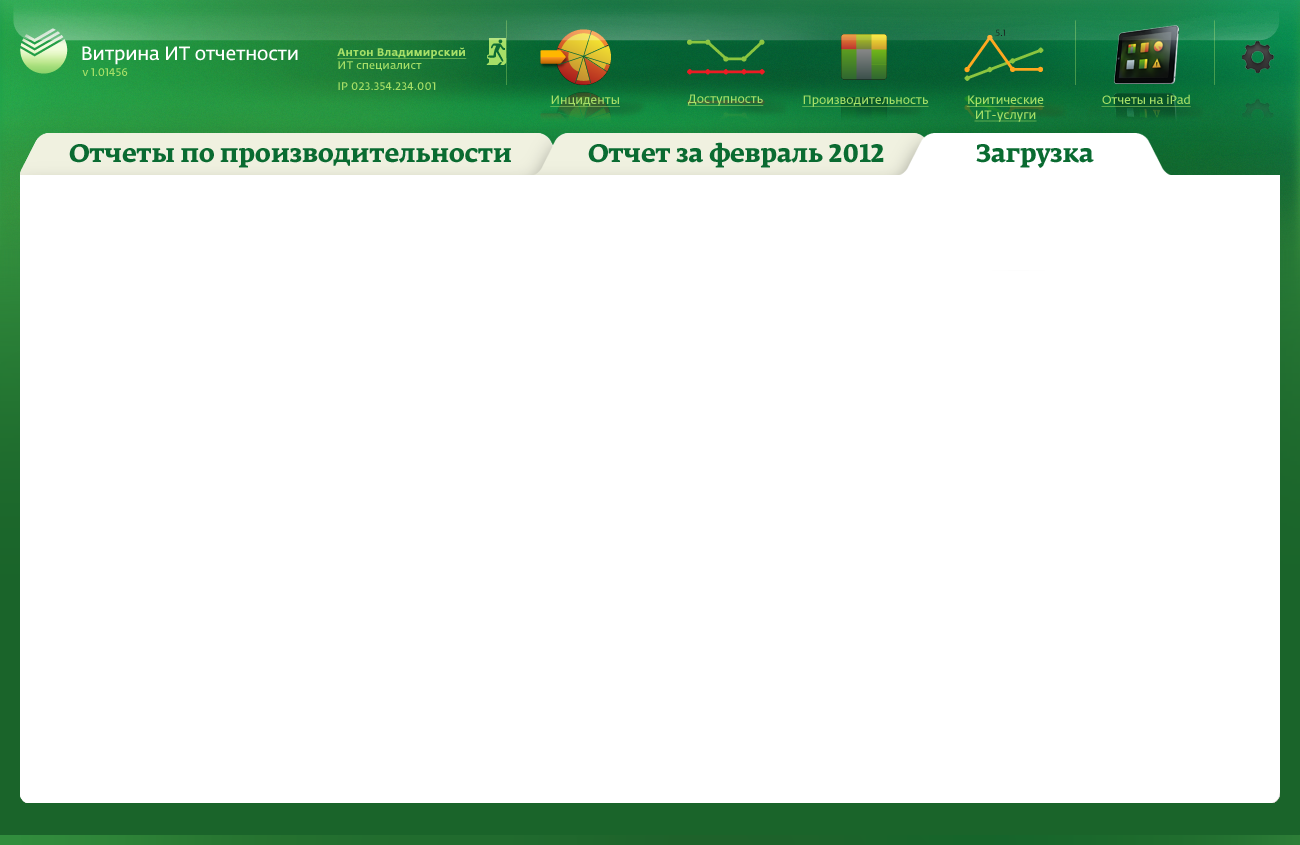 Витрина ИТ отчетности
v 1.01456
Антон Владимирский
ИТ специалист
IP 023.354.234.001
Инциденты
Доступность
Производительность
5.1
Критические
ИТ-услуги
Отчеты на iPad
Отчеты по производительности
Отчет за февраль 2012
Загрузка